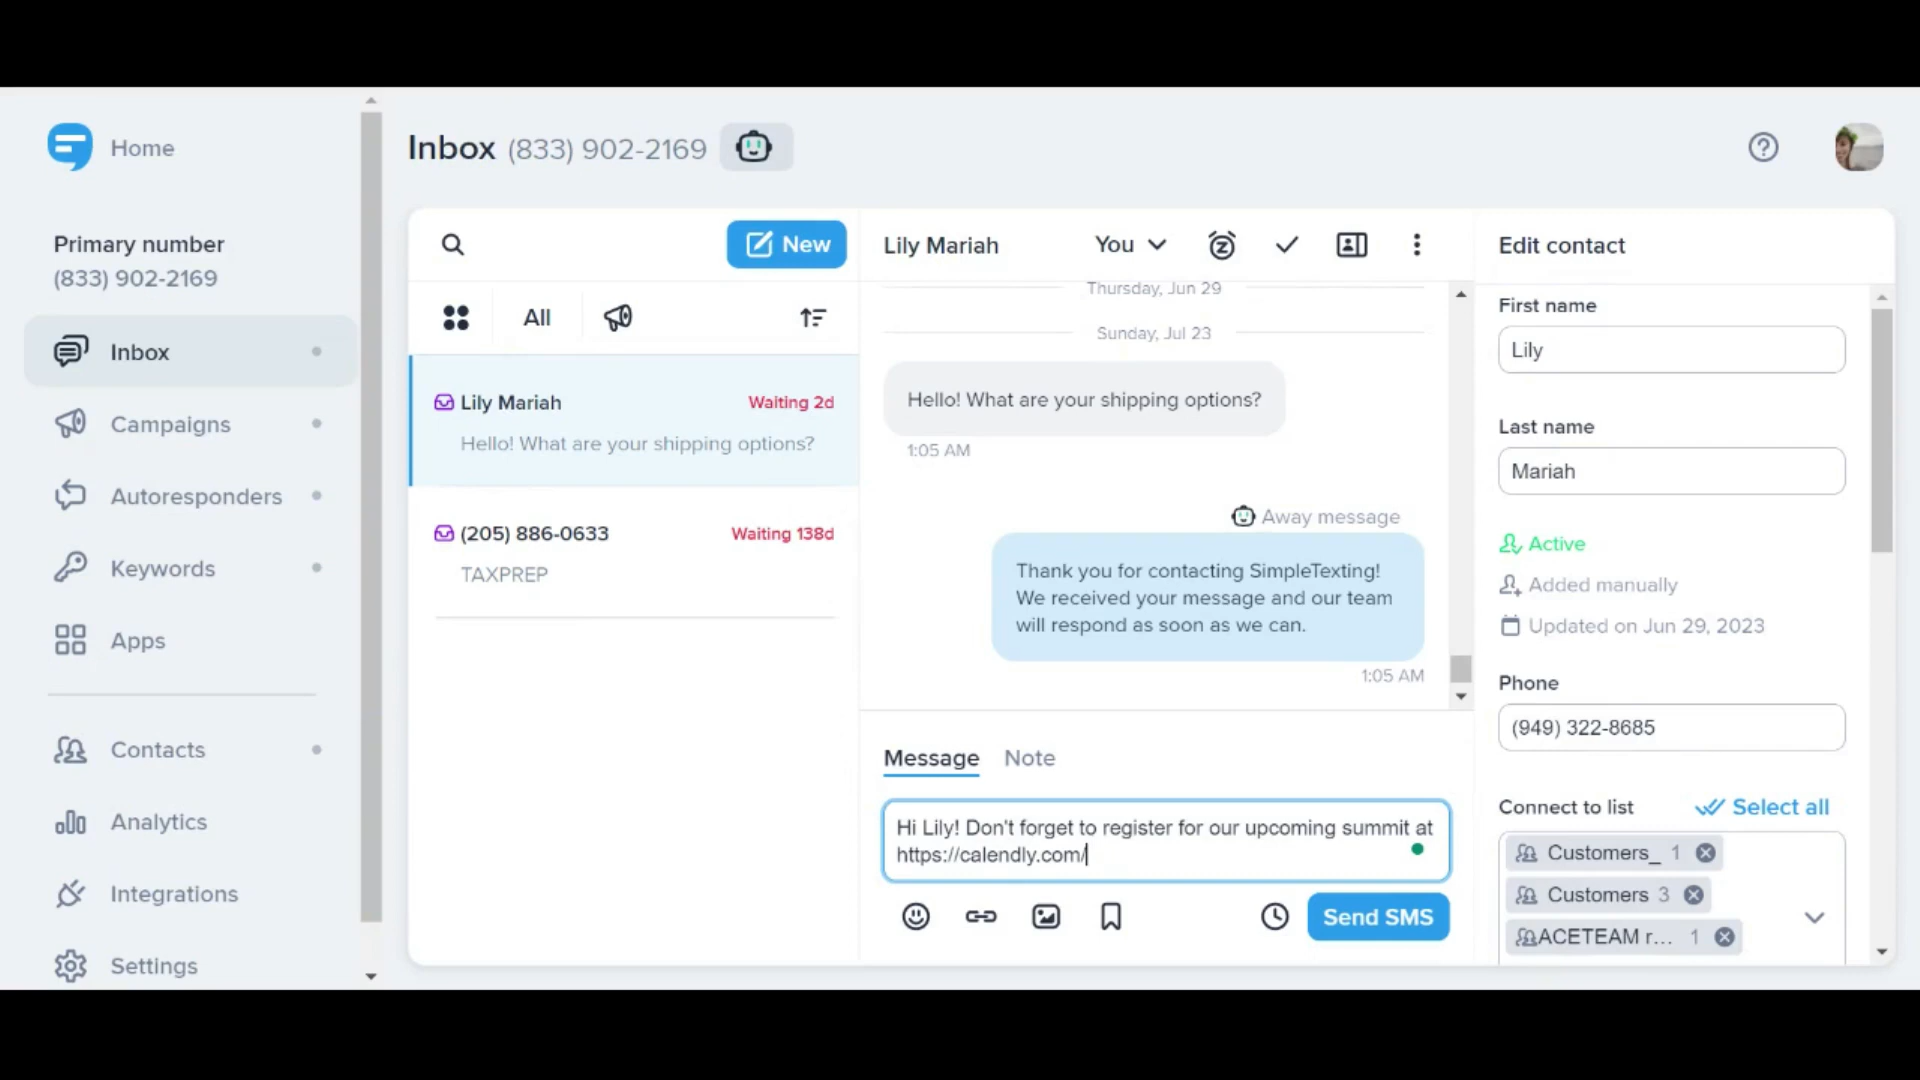 Home
Primary number
(833) 902-2169
Inbox
Campaigns
Autoresponders
Keywords
Apps
Contacts
Analytics
Integrations
Settings
Inbox (833) 902-2169
New
All
Lily Mariah Waiting 2d
Hello! What are your shipping options?
(205) 886-0633 Waiting 138d
TAXPREP
Lily Mariah You
Thursday, Jun 29
Sunday, Jul 23
Hello! What are your shipping options?
1:05 AM
Away message
Thank you for contacting SimpleTexting!
We received your message and our team
will respond as soon as we can.
1:05 AM
Message Note
Hi Lily! Don't forget to register for our upcoming summit at
https://calendly.com/
Send SMS
Edit contact
First name
Lily
Last name
Mariah
Active
Added manually
Updated on Jun 29, 2023
Phone
(949) 322-8685
Connect to list Select all
Customers_ 1
Customers 3
ACETEAM r... 1